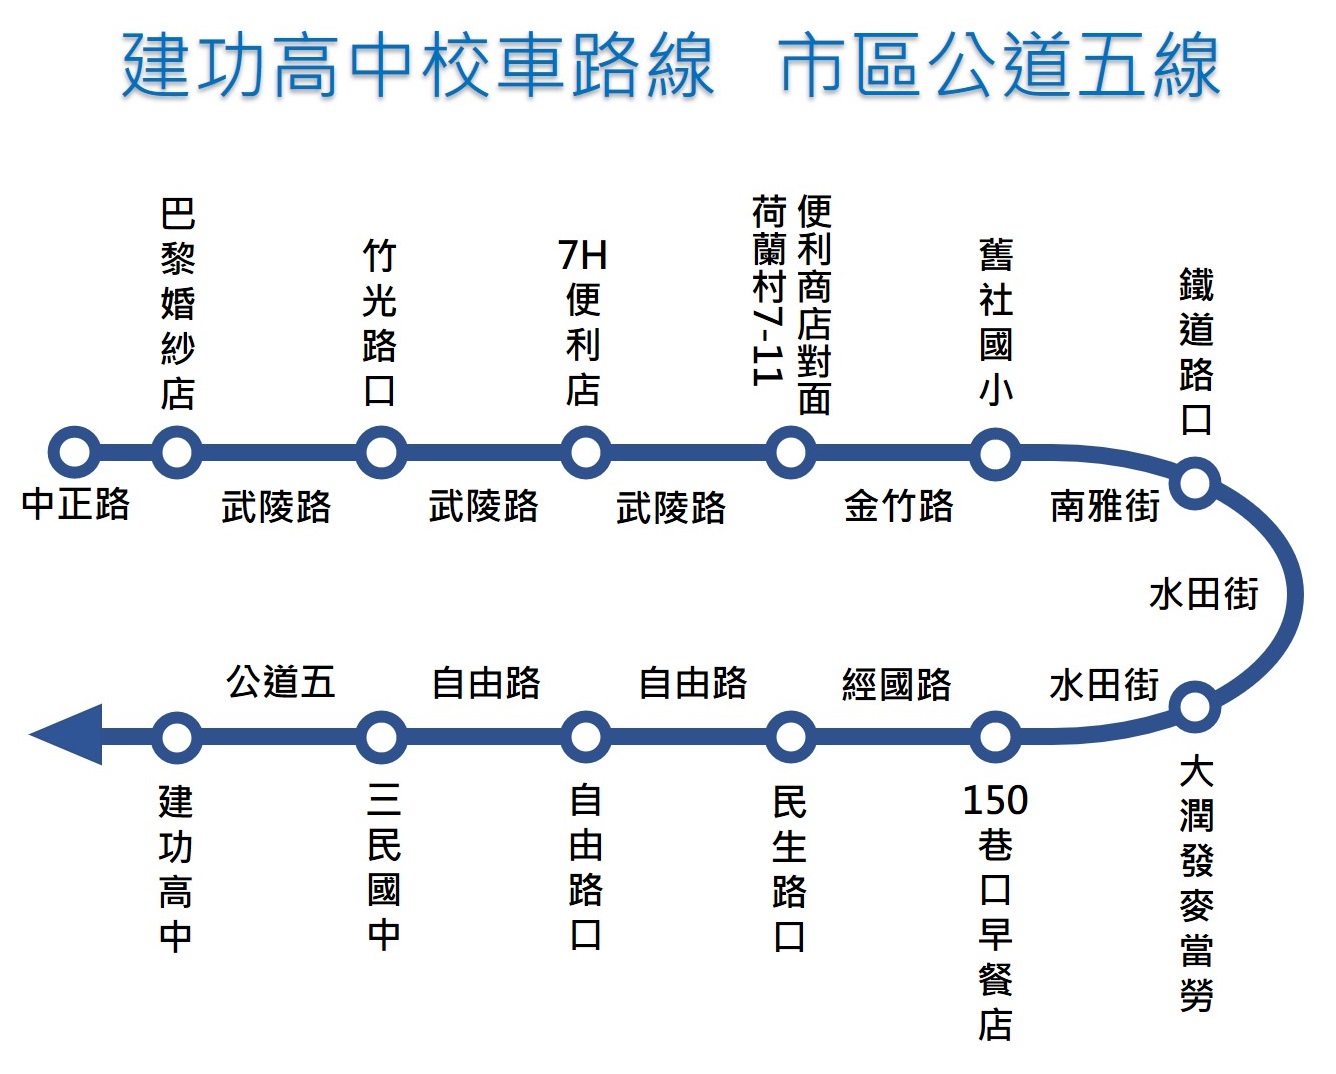 建功高中校車路線　市區公道五線
巴黎婚紗店
竹光路口
7H便利店
便利商店對面
荷蘭村7-11
舊社國小
鐵道路口
中正路
武陵路
武陵路
武陵路
金竹路
南雅街
水田街
公道五
自由路
自由路
經國路
水田街
建功高中
三民國中
自由路口
民生路口
150巷口早餐店
大潤發麥當勞